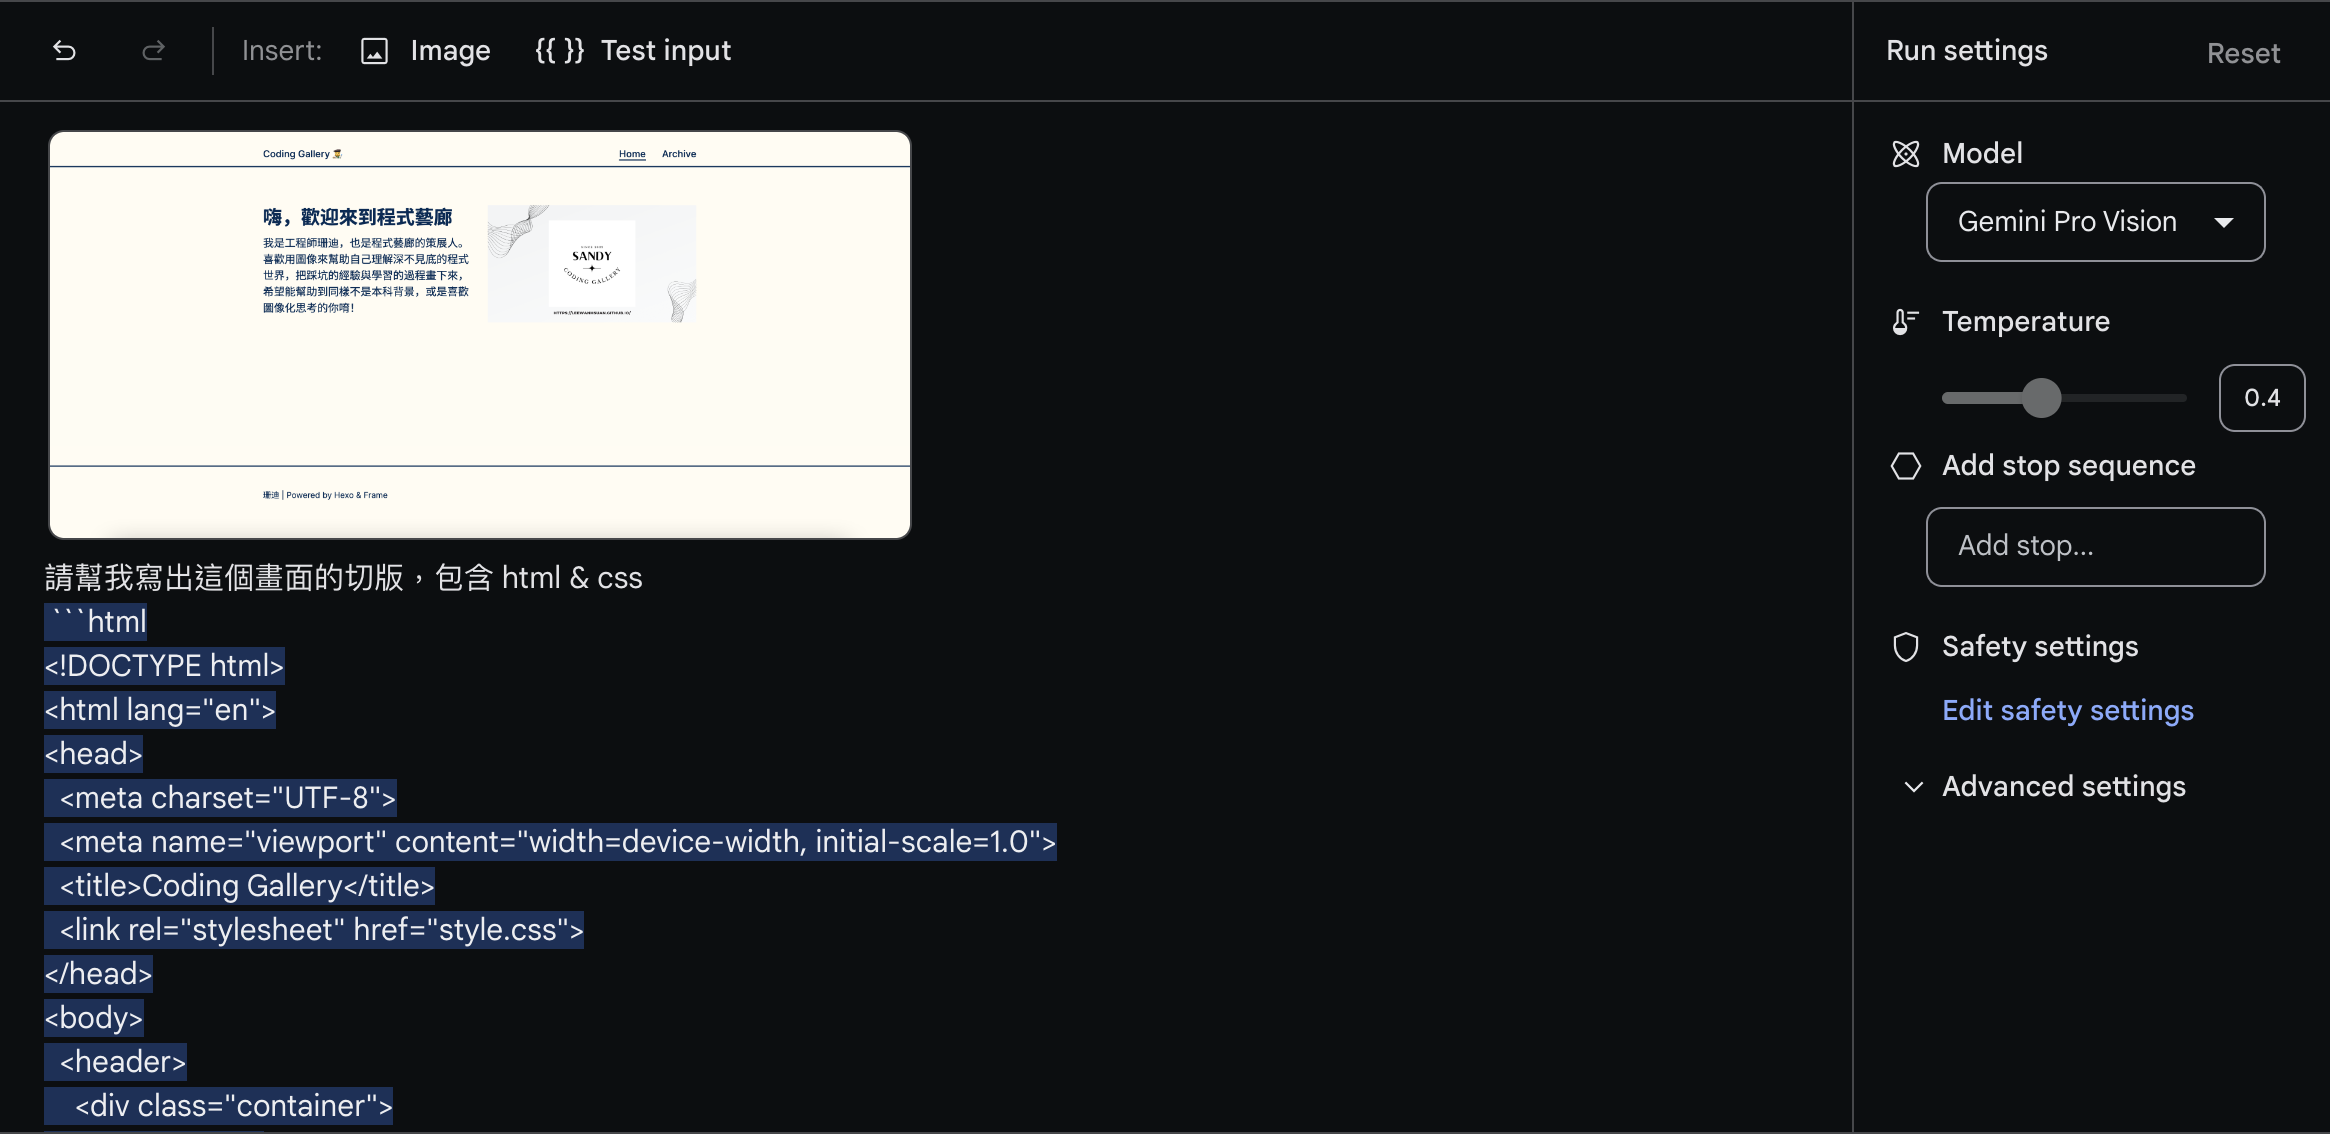 Insert: Image {{ }} Test input
Run settings Reset
Coding Gallery Home Archive
嗨，歡迎來到程式藝廊
我是工程師珊迪，也是程式藝廊的策展人。
喜歡用圖像來幫助自己理解深不見底的程式
世界，把踩坑的經驗與學習的過程畫下來，
希望能幫助到同樣不是本科背景，或是喜歡
圖像化思考的你唷！
SINCE 2020
SANDY
CODING GALLERY
珊迪 | Powered by Hexo & Frame
請幫我寫出這個畫面的切版，包含 html & css
```html
<!DOCTYPE html>
<html lang="en">
<head>
<meta charset="UTF-8">
<meta name="viewport" content="width=device-width, initial-scale=1.0">
<title>Coding Gallery</title>
<link rel="stylesheet" href="style.css">
</head>
<body>
<header>
<div class="container">
Model
Gemini Pro Vision
Temperature
0.4
Add stop sequence
Add stop...
Safety settings
Edit safety settings
Advanced settings